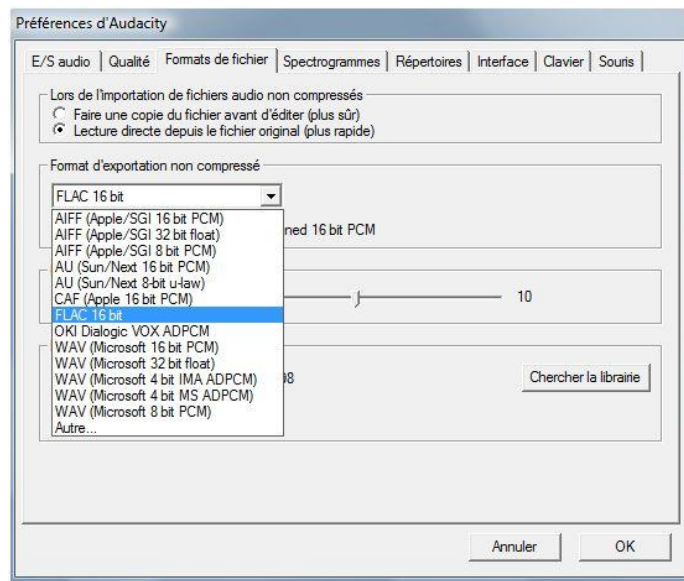 Préférences d'Audacity
E/S audio Qualité Formats de fichier Spectrogrammes Répertoires Interface Clavier Souris
Lors de l'importation de fichiers audio non compressés
Faire une copie du fichier avant d'éditer (plus sûr)
Lecture directe depuis le fichier original (plus rapide)
Format d'exportation non compressé
FLAC 16 bit
AIFF (Apple/SGI 16 bit PCM)
AIFF (Apple/SGI 32 bit float)
ned 16 bit PCM
AIFF (Apple/SGI 8 bit PCM)
AU (Sun/Next 16 bit PCM)
AU (Sun/Next 8-bit u-law)
CAF (Apple 16 bit PCM)
10
FLAC 16 bit
OKI Dialogic VOX ADPCM
WAV (Microsoft 16 bit PCM)
WAV (Microsoft 32 bit float)
WAV (Microsoft 4 bit IMA ADPCM)
98
Chercher la librairie
WAV (Microsoft 4 bit MS ADPCM)
WAV (Microsoft 8 bit PCM)
Autre...
Annuler
OK